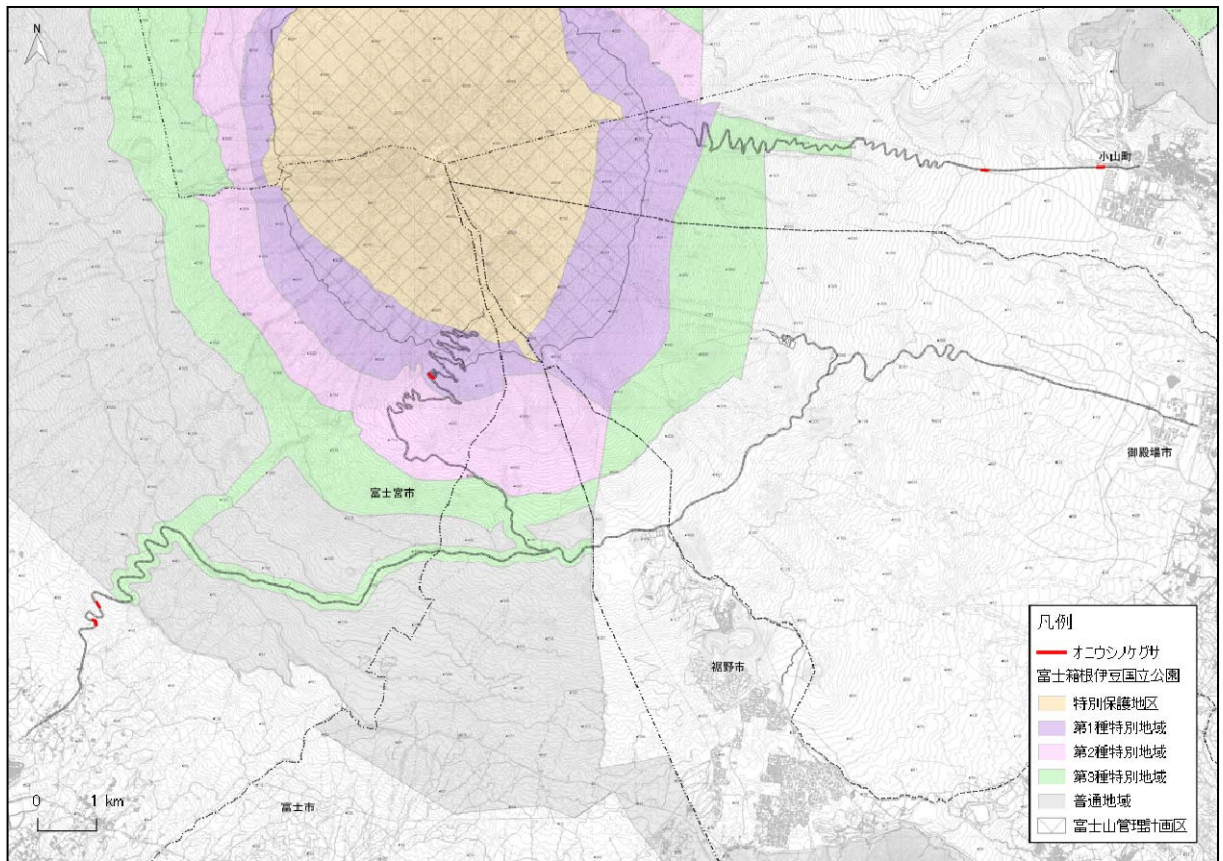 N
小山町
富士宮市
御殿場市
裾野市
富士市
0 1 km
凡例
オニウシノケグサ
富士箱根伊豆国立公園
特別保護地区
第1種特別地域
第2種特別地域
第3種特別地域
普通地域
富士山管理計画区